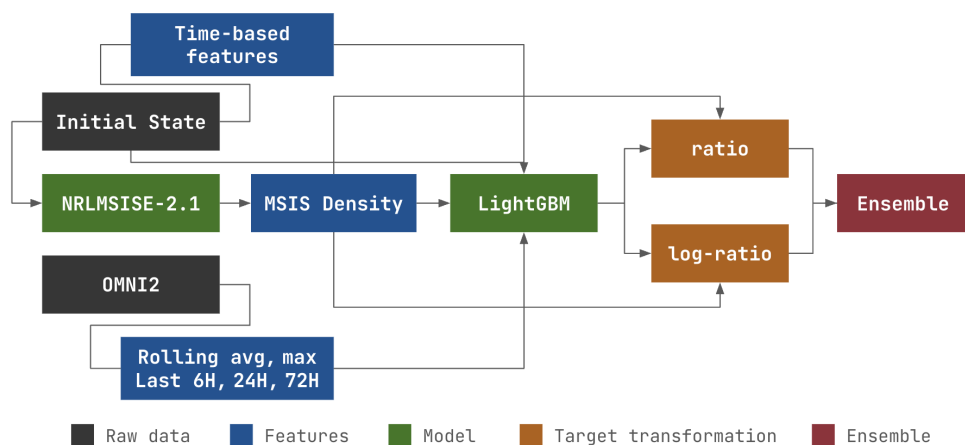 Time-based
features
Initial State
NRLMSISE-2.1
MSIS Density
LightGBM
ratio
log-ratio
Ensemble
OMNI2
Rolling avg, max
Last 6H, 24H, 72H
Raw data
Features
Model
Target transformation
Ensemble